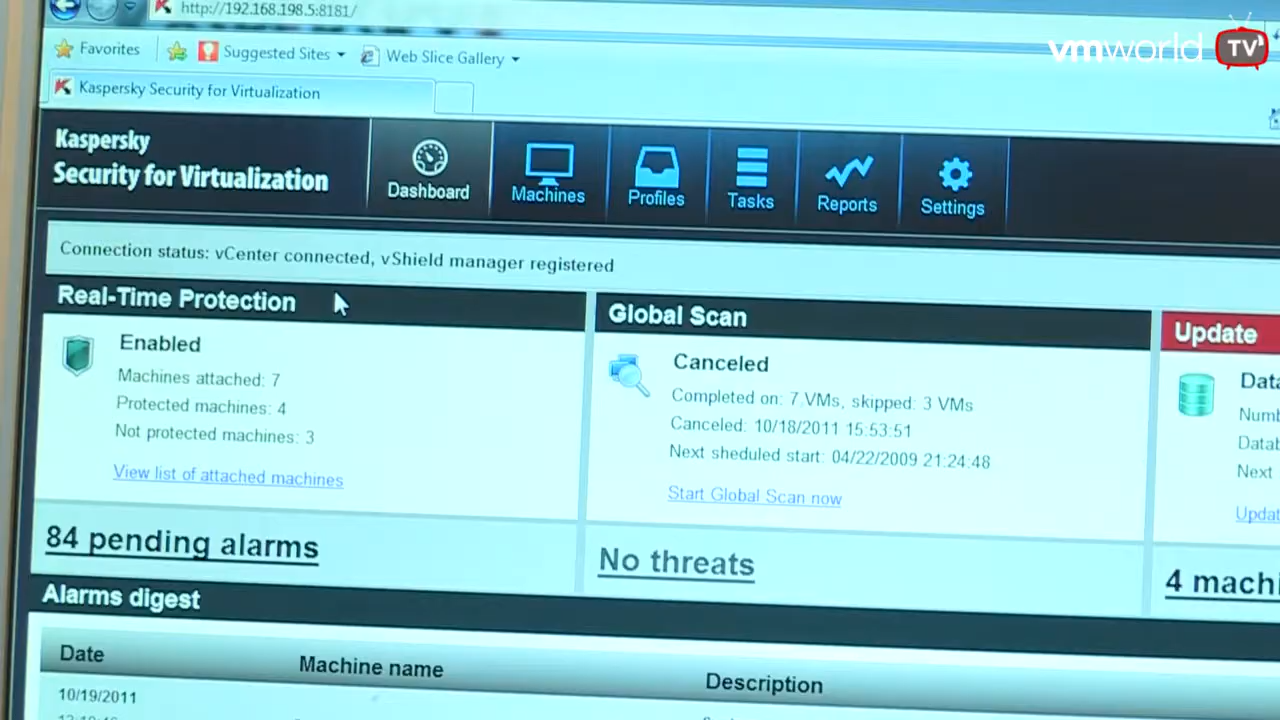 http://192.168.198.5:8181/
vmworld TV
Favorites
Suggested Sites
Web Slice Gallery
Kaspersky Security for Virtualization
Kaspersky
Security for Virtualization
Dashboard
Machines
Profiles
Tasks
Reports
Settings
Connection status: vCenter connected, vShield manager registered
Real-Time Protection
Enabled
Machines attached: 7
Protected machines: 4
Not protected machines: 3
View list of attached machines
84 pending alarms
Global Scan
Canceled
Completed on: 7 VMs, skipped: 3 VMs
Canceled: 10/18/2011 15:53:51
Next sheduled start: 04/22/2009 21:24:48
Start Global Scan now
No threats
Update
Next
4
Alarms digest
Date
Machine name
Description
10/19/2011